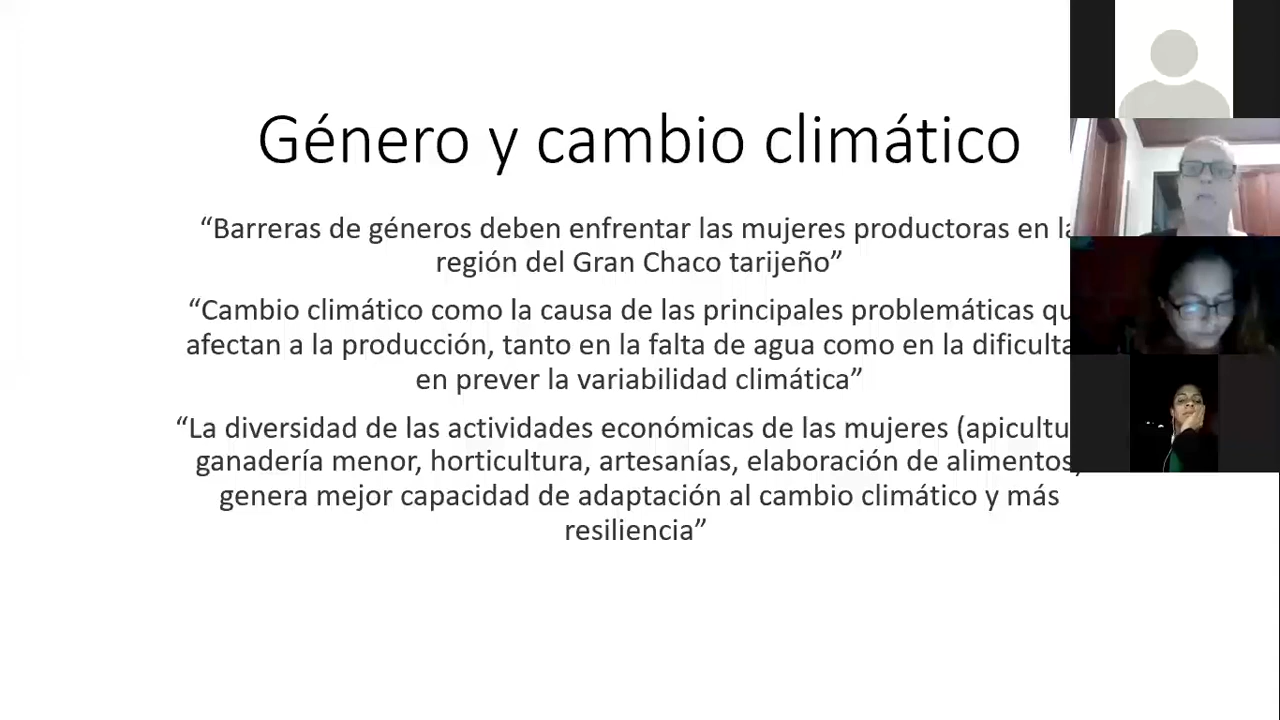 Género y cambio climático
“Barreras de géneros deben enfrentar las mujeres productoras en la
región del Gran Chaco tarijeño”
“Cambio climático como la causa de las principales problemáticas qu
afectan a la producción, tanto en la falta de agua como en la dificulta
en prever la variabilidad climática”
“La diversidad de las actividades económicas de las mujeres (apicultu
ganadería menor, horticultura, artesanías, elaboración de alimentos,
genera mejor capacidad de adaptación al cambio climático y más
resiliencia”